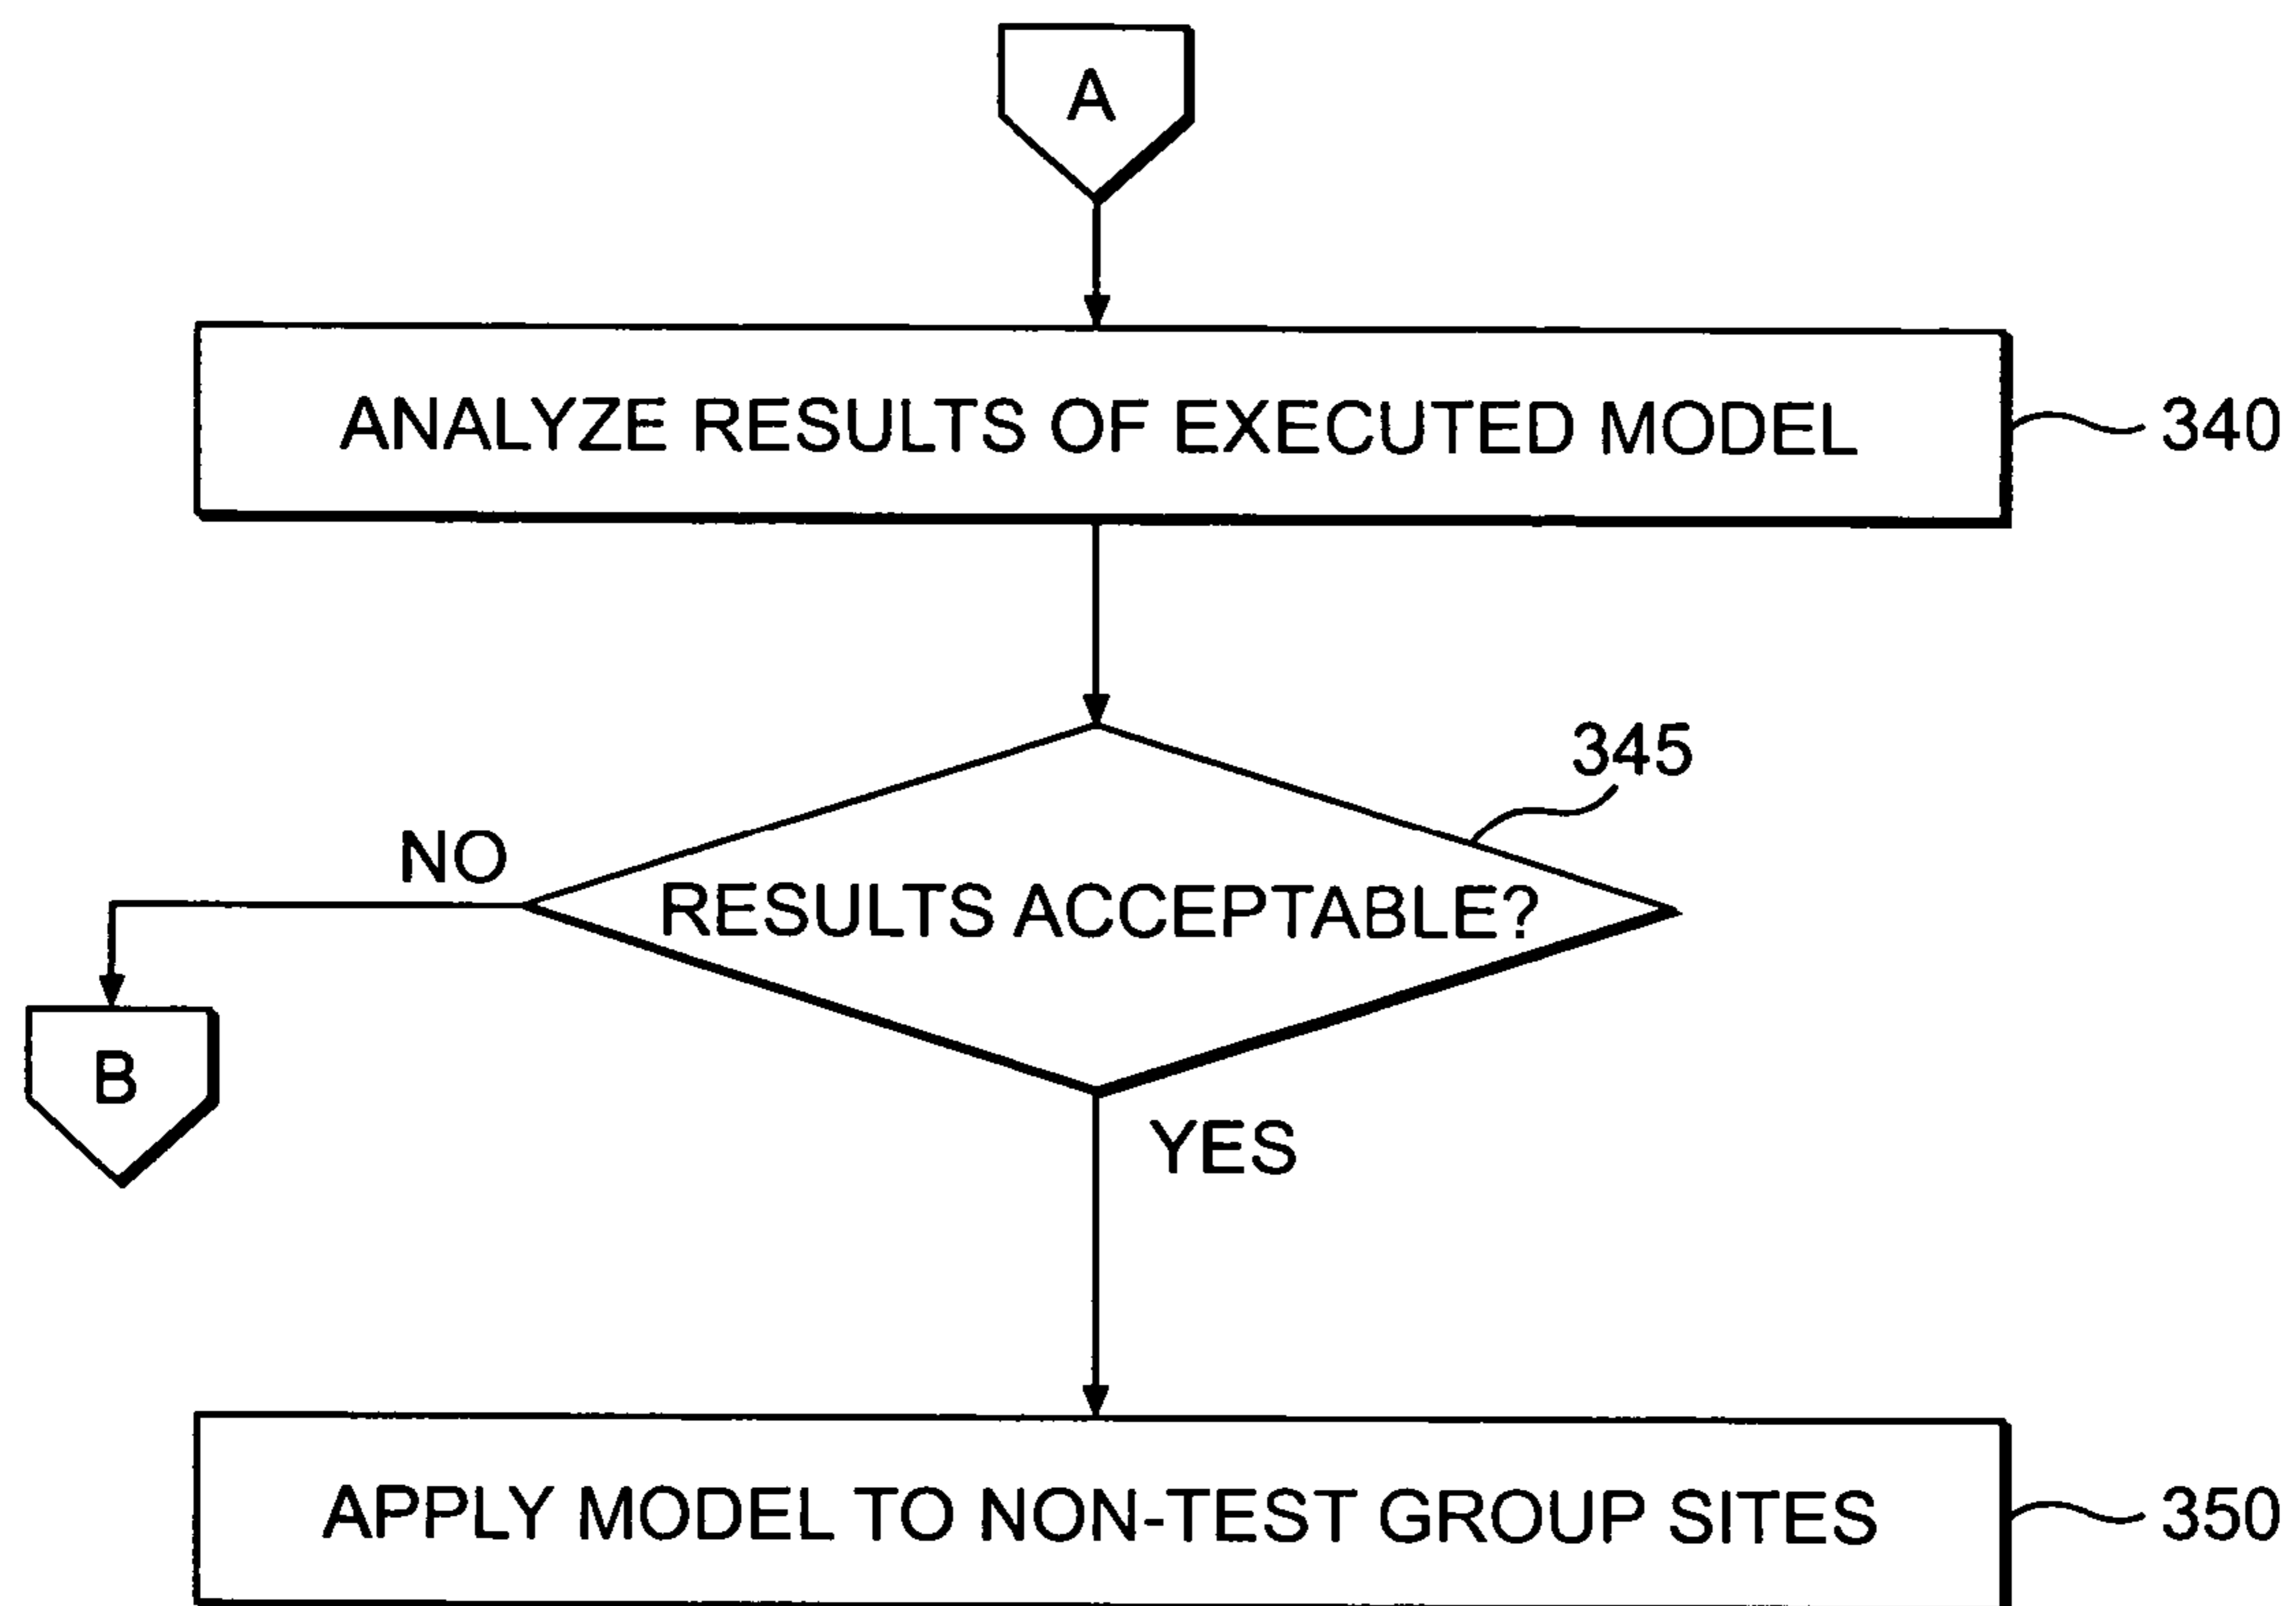 A
ANALYZE RESULTS OF EXECUTED MODEL
340
345
NO
RESULTS ACCEPTABLE?
B
YES
APPLY MODEL TO NON-TEST GROUP SITES
350